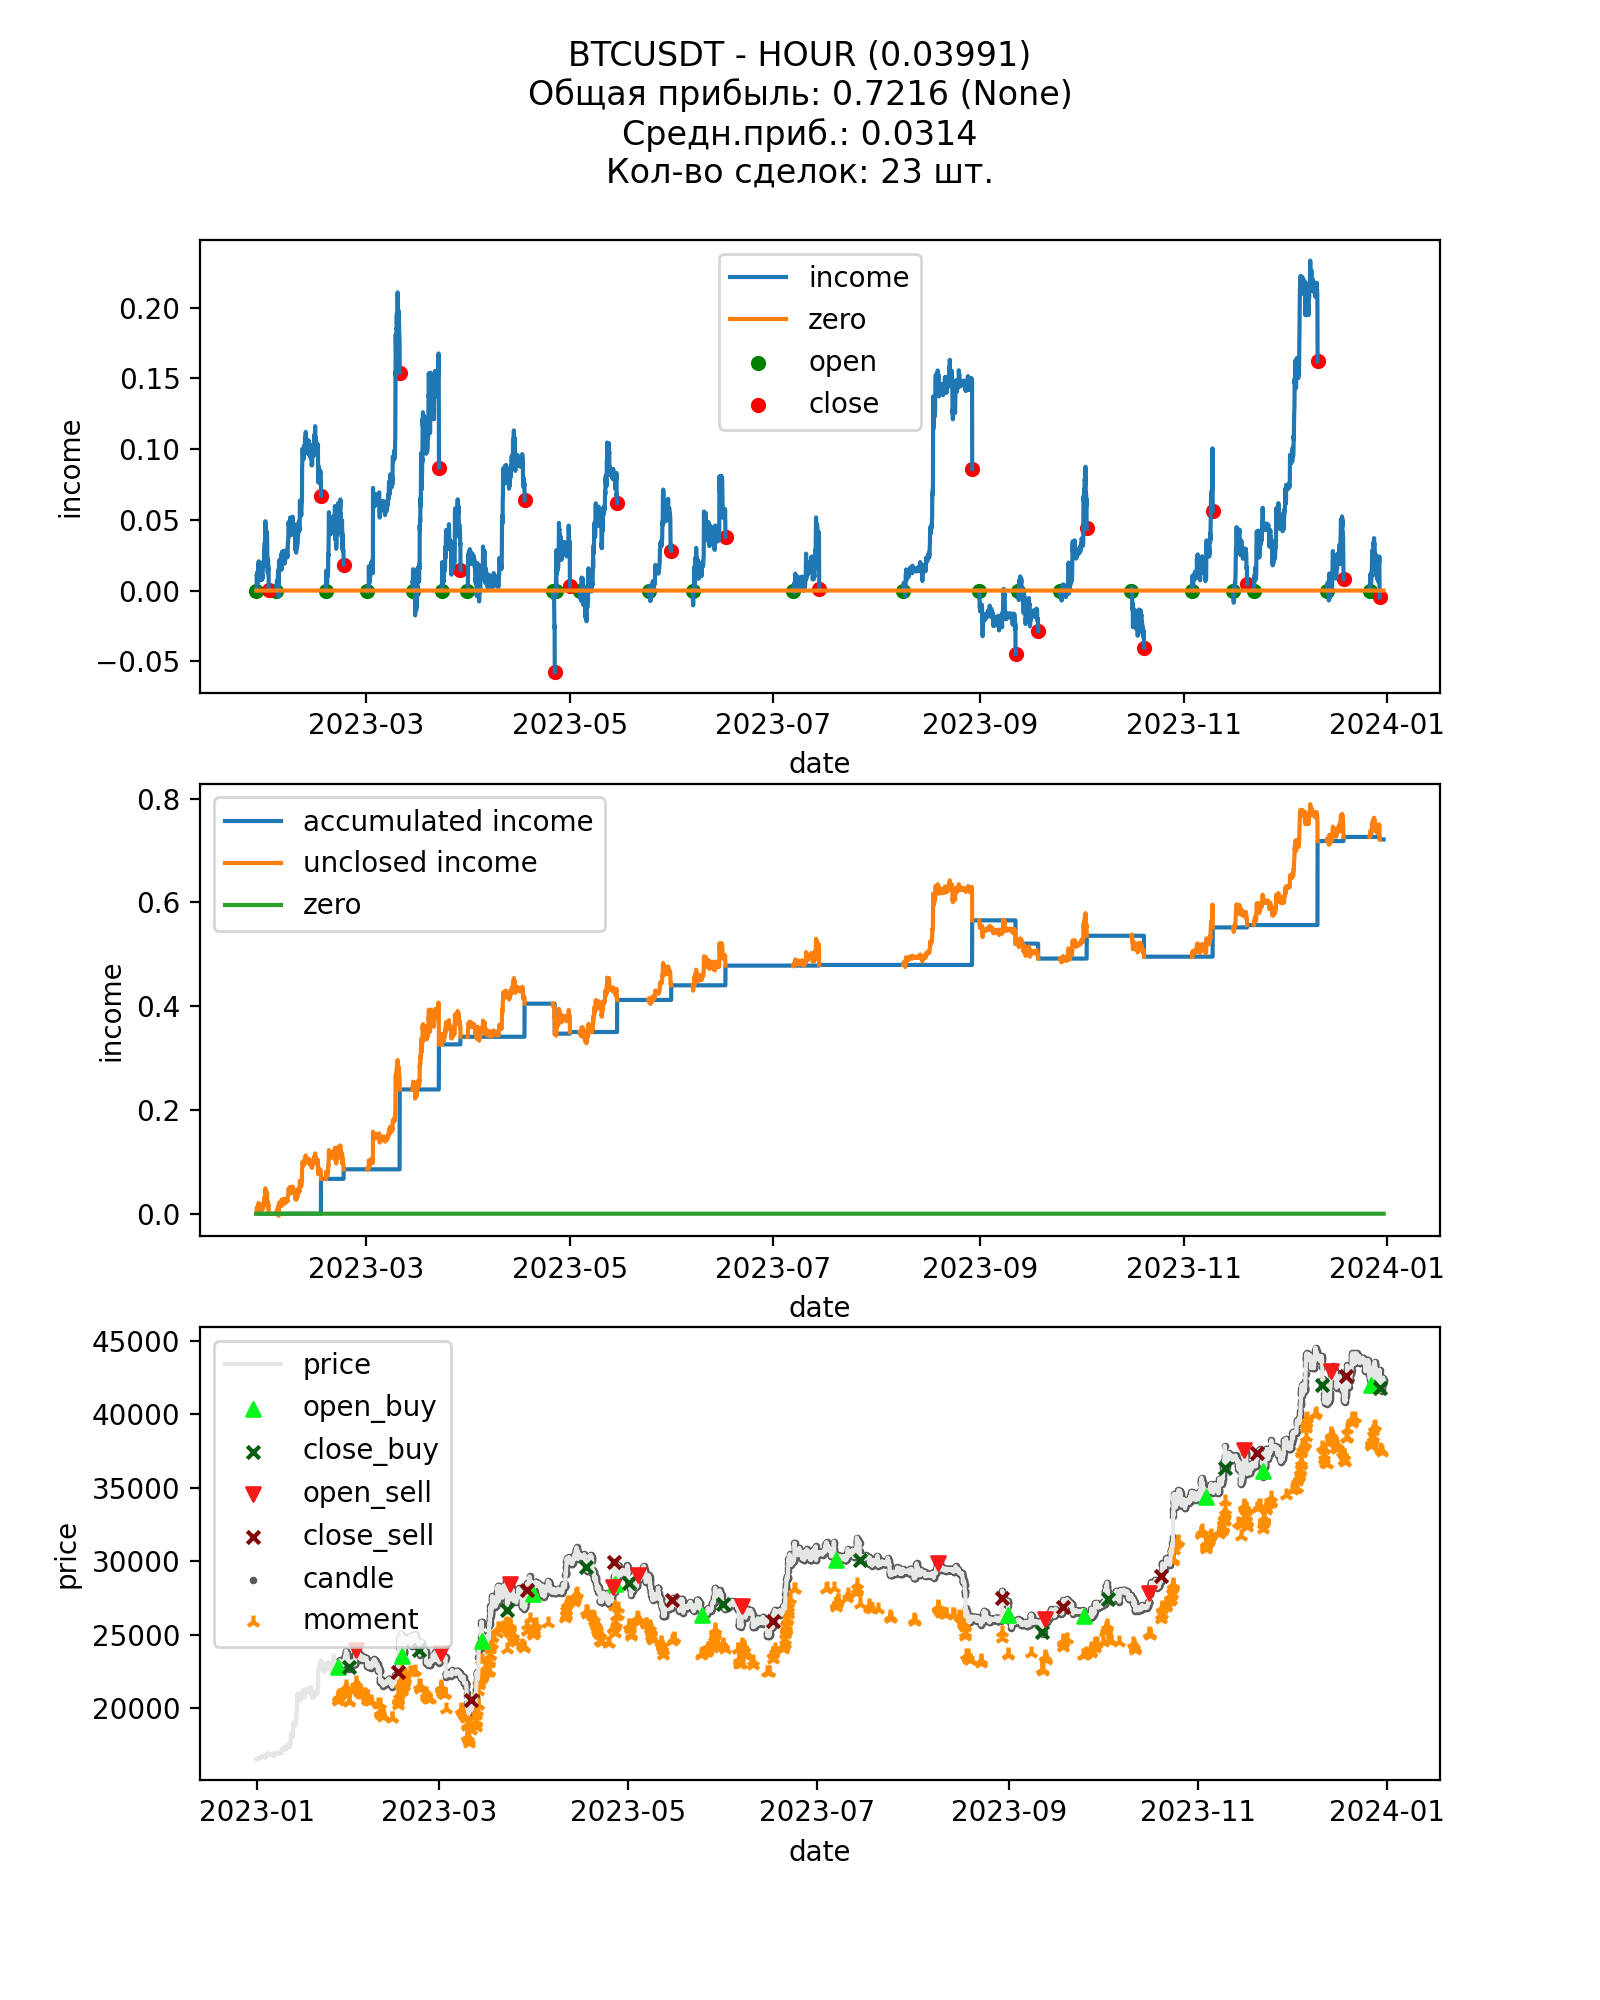 BTCUSDT - HOUR (0.03991)
Общая прибыль: 0.7216 (None)
Средн.приб.: 0.0314
Кол-во сделок: 23 шт.
income
zero
open
close
0.20
0.15
0.10
0.05
0.00
−0.05
income
2023-03 2023-05 2023-07 2023-09 2023-11 2024-01
date
accumulated income
unclosed income
zero
0.8
0.6
0.4
0.2
0.0
income
2023-03 2023-05 2023-07 2023-09 2023-11 2024-01
date
price
open_buy
close_buy
open_sell
close_sell
candle
moment
45000
40000
35000
30000
25000
20000
price
2023-01 2023-03 2023-05 2023-07 2023-09 2023-11 2024-01
date